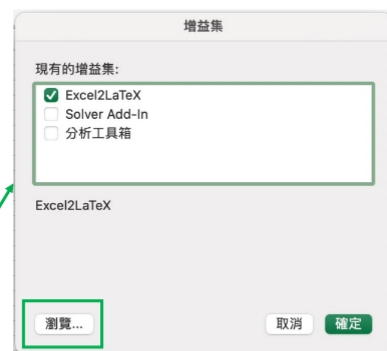 增益集
現有的增益集:
Excel2LaTeX
Solver Add-In
分析工具箱
Excel2LaTeX
瀏覽...
取消
確定